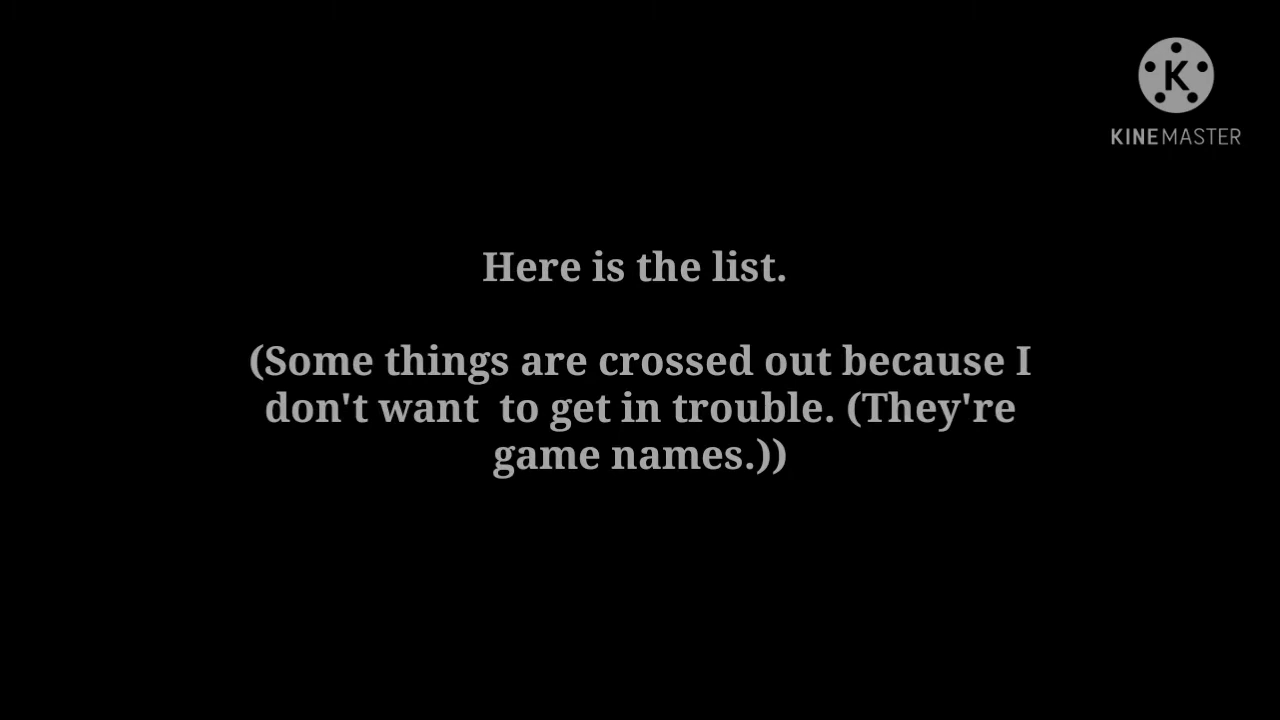 K
KINEMASTER
Here is the list.
(Some things are crossed out because I
don't want  to get in trouble. (They're
game names.))